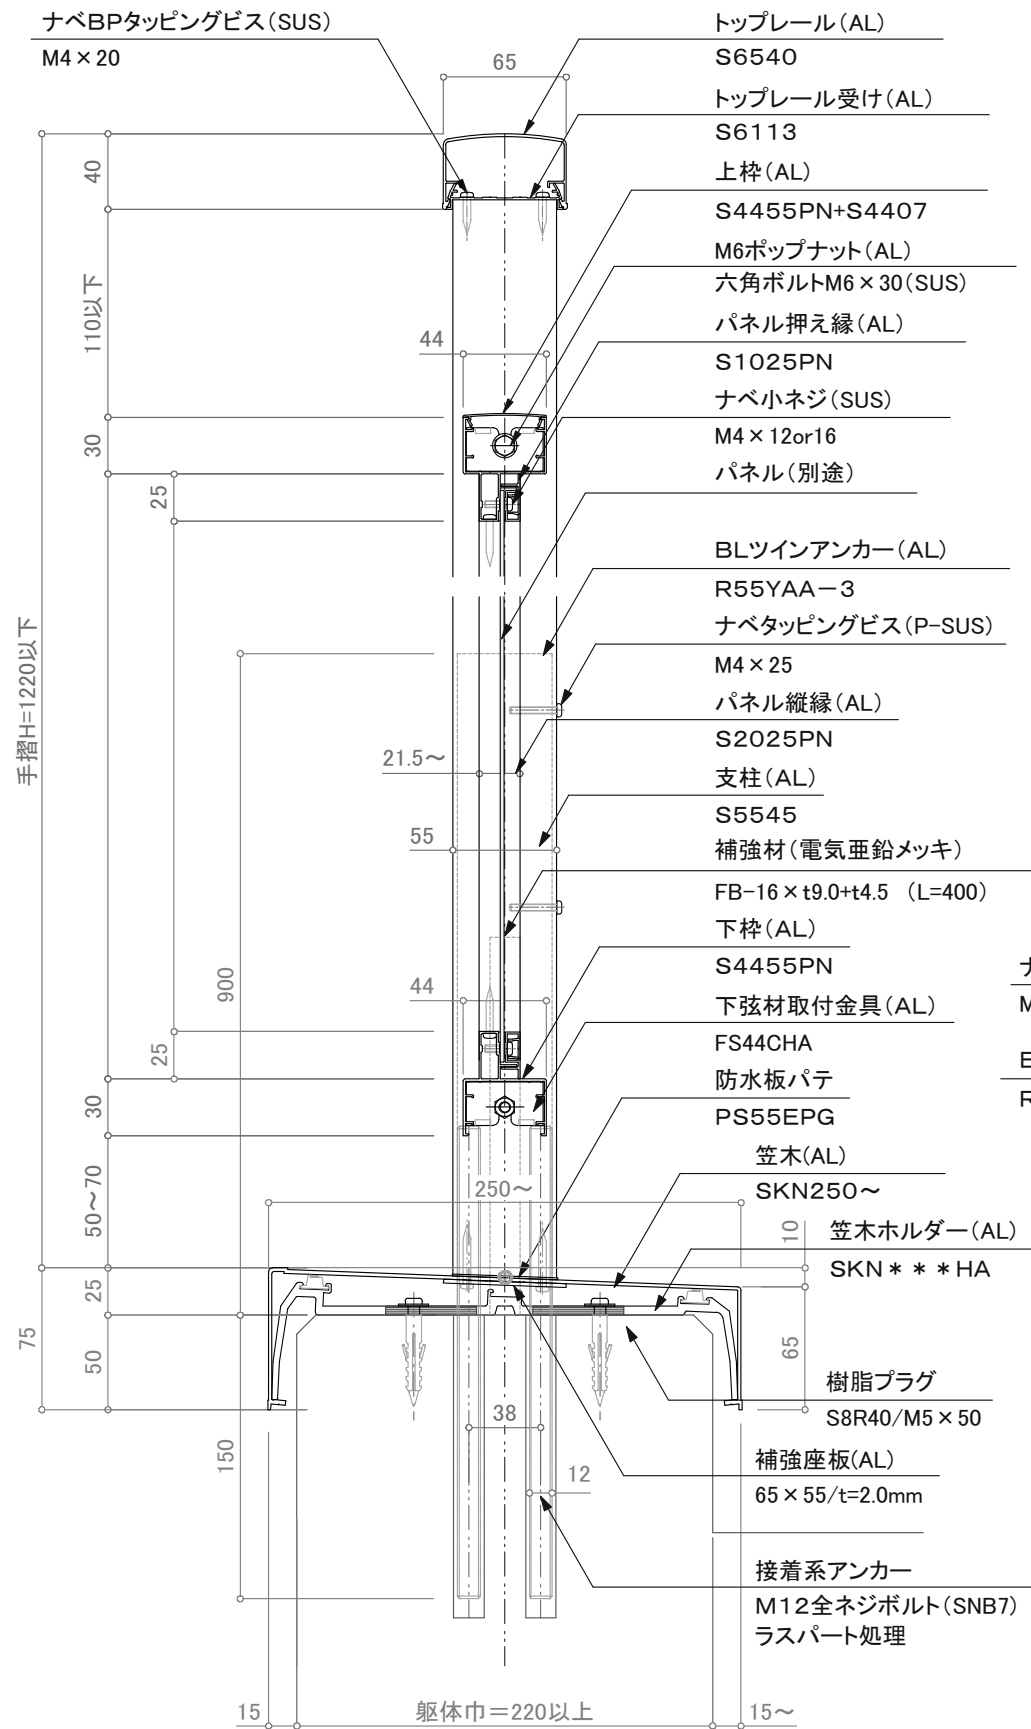 ナベBPタッピングビス(SUS)
M4×20
トップレール(AL)
S6540
65
トップレール受け(AL)
S6113
40
上枠(AL)
S4455PN+S4407
M6ポップナット(AL)
六角ボルトM6×30(SUS)
110以下
パネル押え縁(AL)
S1025PN
44
ナベ小ネジ(SUS)
M4×12or16
30
パネル(別途)
25
BLツインアンカー(AL)
R55YAA-3
ナベタッピングビス(P-SUS)
M4×25
手摺H=1220以下
パネル縦縁(AL)
S2025PN
21.5~
支柱(AL)
S5545
55
補強材(電気亜鉛メッキ)
FB-16×t9.0+t4.5 (L=400)
下枠(AL)
S4455PN
900
44
下弦材取付金具(AL)
FS44CHA
25
防水板パテ
PS55EPG
30
笠木(AL)
SKN250~
50~70
250~
10
笠木ホルダー(AL)
SKN***HA
25
75
50
65
樹脂プラグ
S8R40/M5×50
38
150
12
補強座板(AL)
65×55/t=2.0mm
接着系アンカー
M12全ネジボルト(SNB7)
ラスパート処理
15
躯体巾=220以上
15~
ナ
M
R